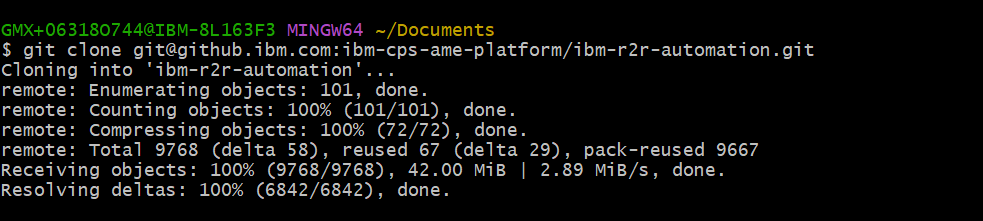 GMX+06318O744@IBM-8L163F3 MINGW64 ~/Documents
$ git clone git@github.ibm.com:ibm-cps-ame-platform/ibm-r2r-automation.git
Cloning into 'ibm-r2r-automation'...
remote: Enumerating objects: 101, done.
remote: Counting objects: 100% (101/101), done.
remote: Compressing objects: 100% (72/72), done.
remote: Total 9768 (delta 58), reused 67 (delta 29), pack-reused 9667
Receiving objects: 100% (9768/9768), 42.00 MiB | 2.89 MiB/s, done.
Resolving deltas: 100% (6842/6842), done.